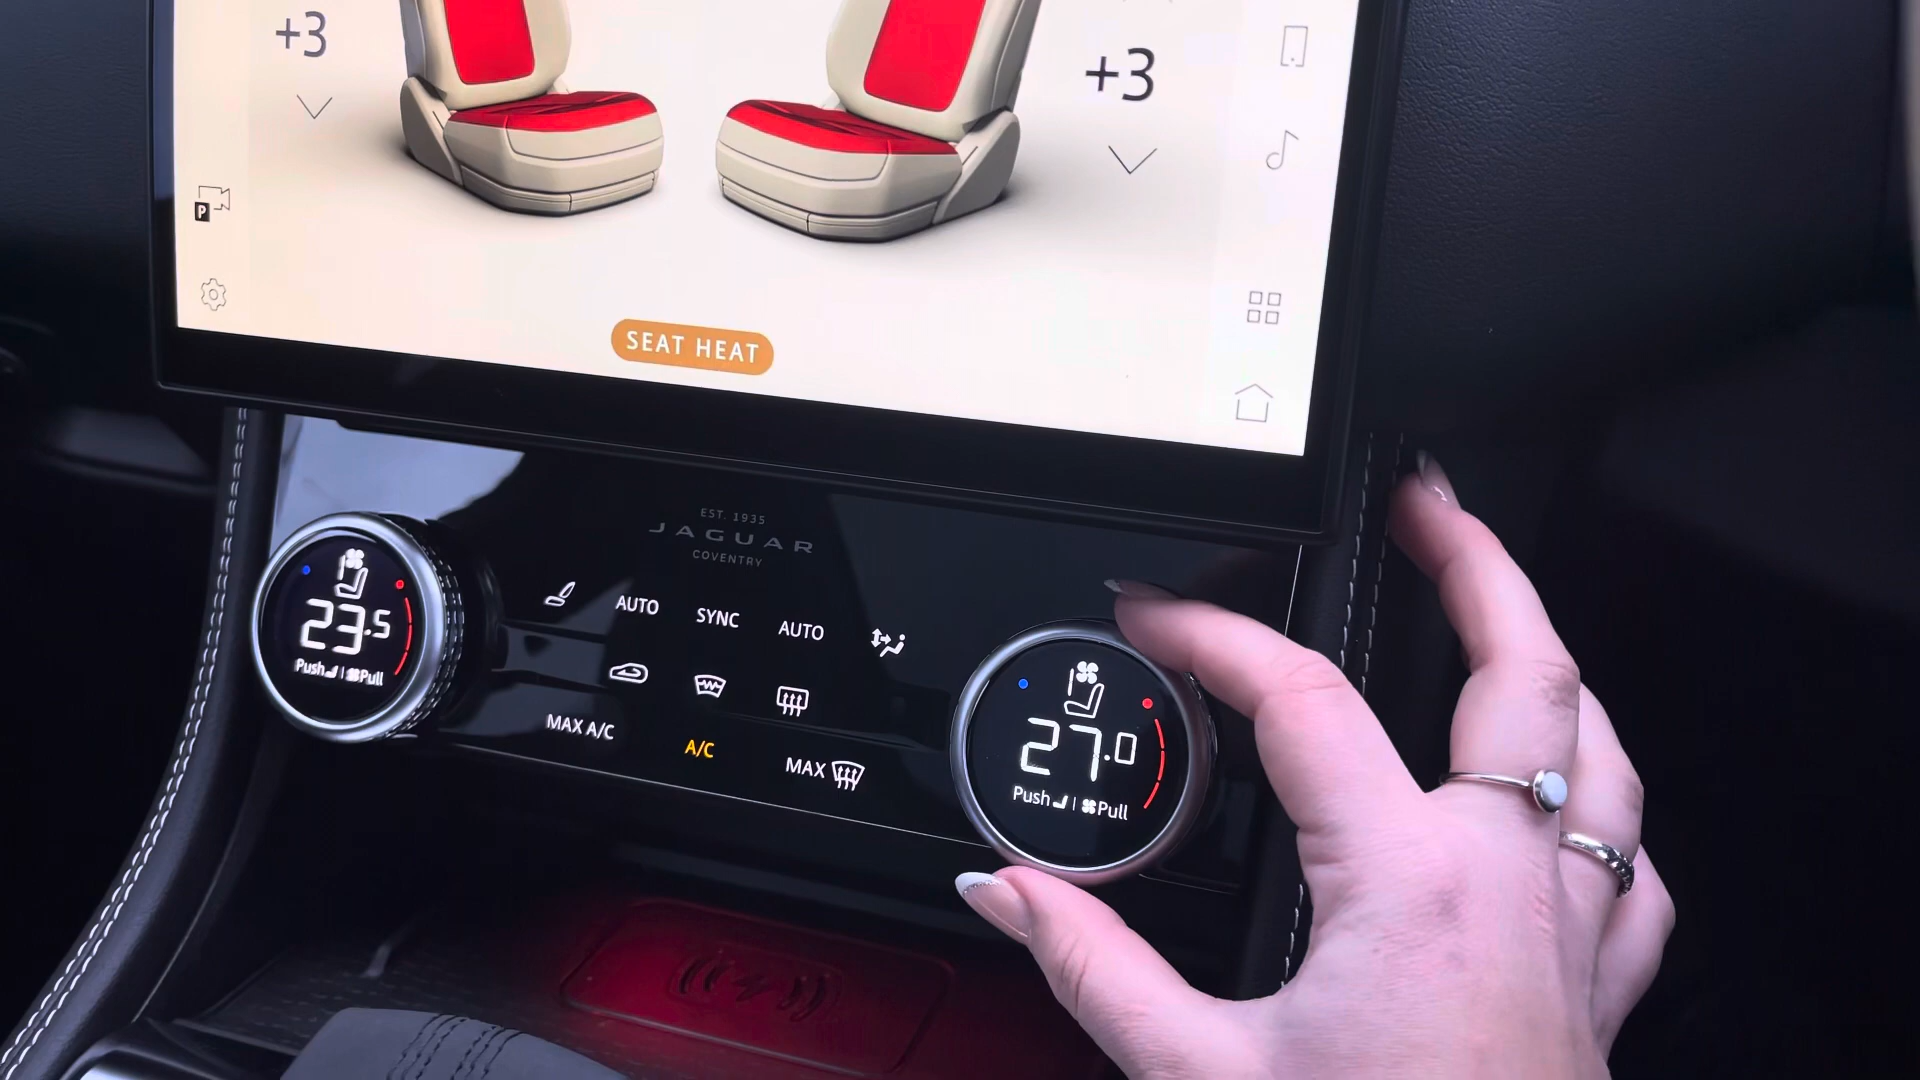 +3
+3
P
SEAT HEAT
EST. 1935
JAGUAR
COVENTRY
23.5
Push | Pull
AUTO
SYNC
AUTO
MAX A/C
A/C
MAX
27.0
Push | Pull